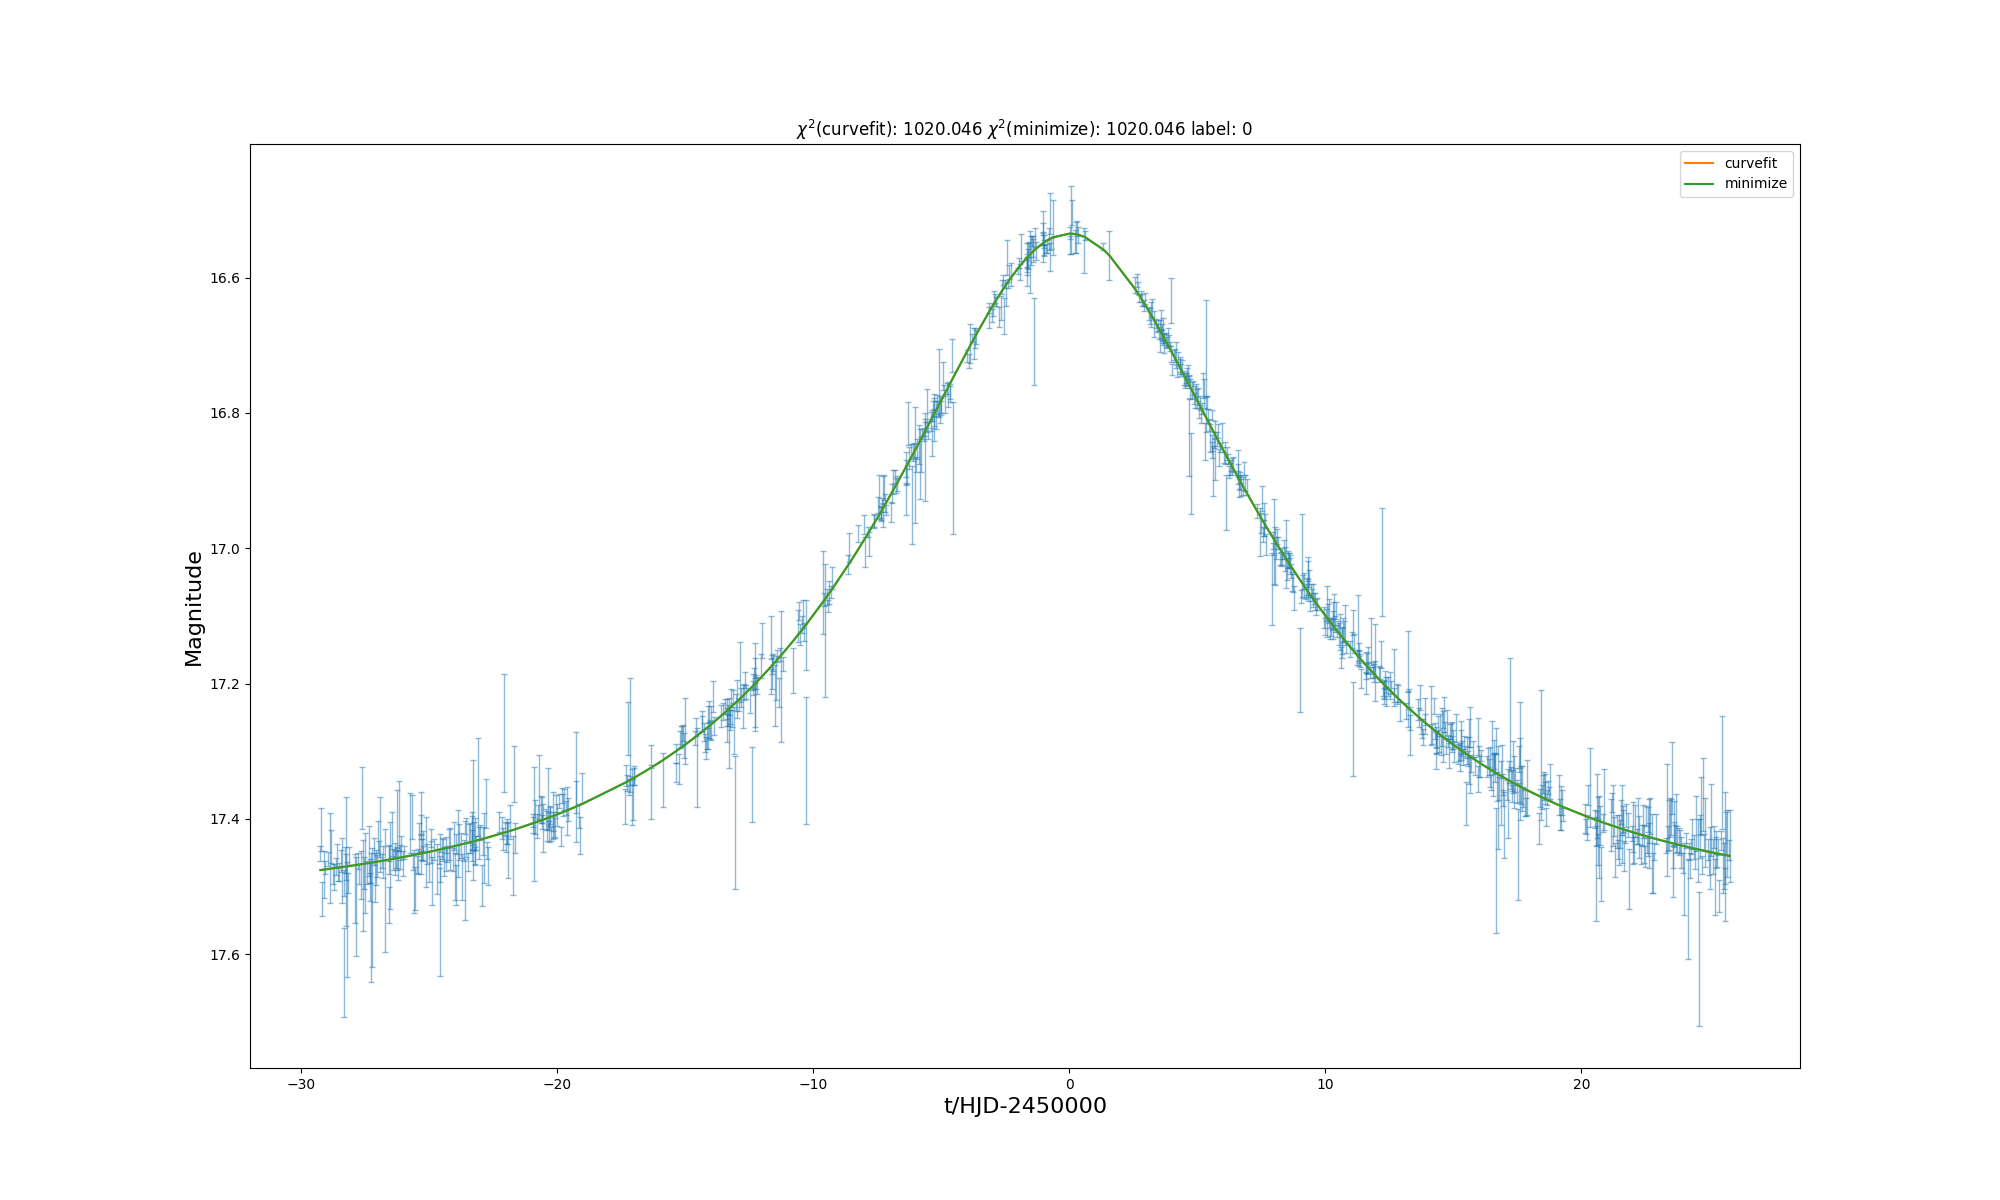 χ²(curvefit): 1020.046 χ²(minimize): 1020.046 label: 0
curvefit
minimize
16.6
16.8
17.0
17.2
17.4
17.6
Magnitude
−30
−20
−10
0
10
20
t/HJD-2450000